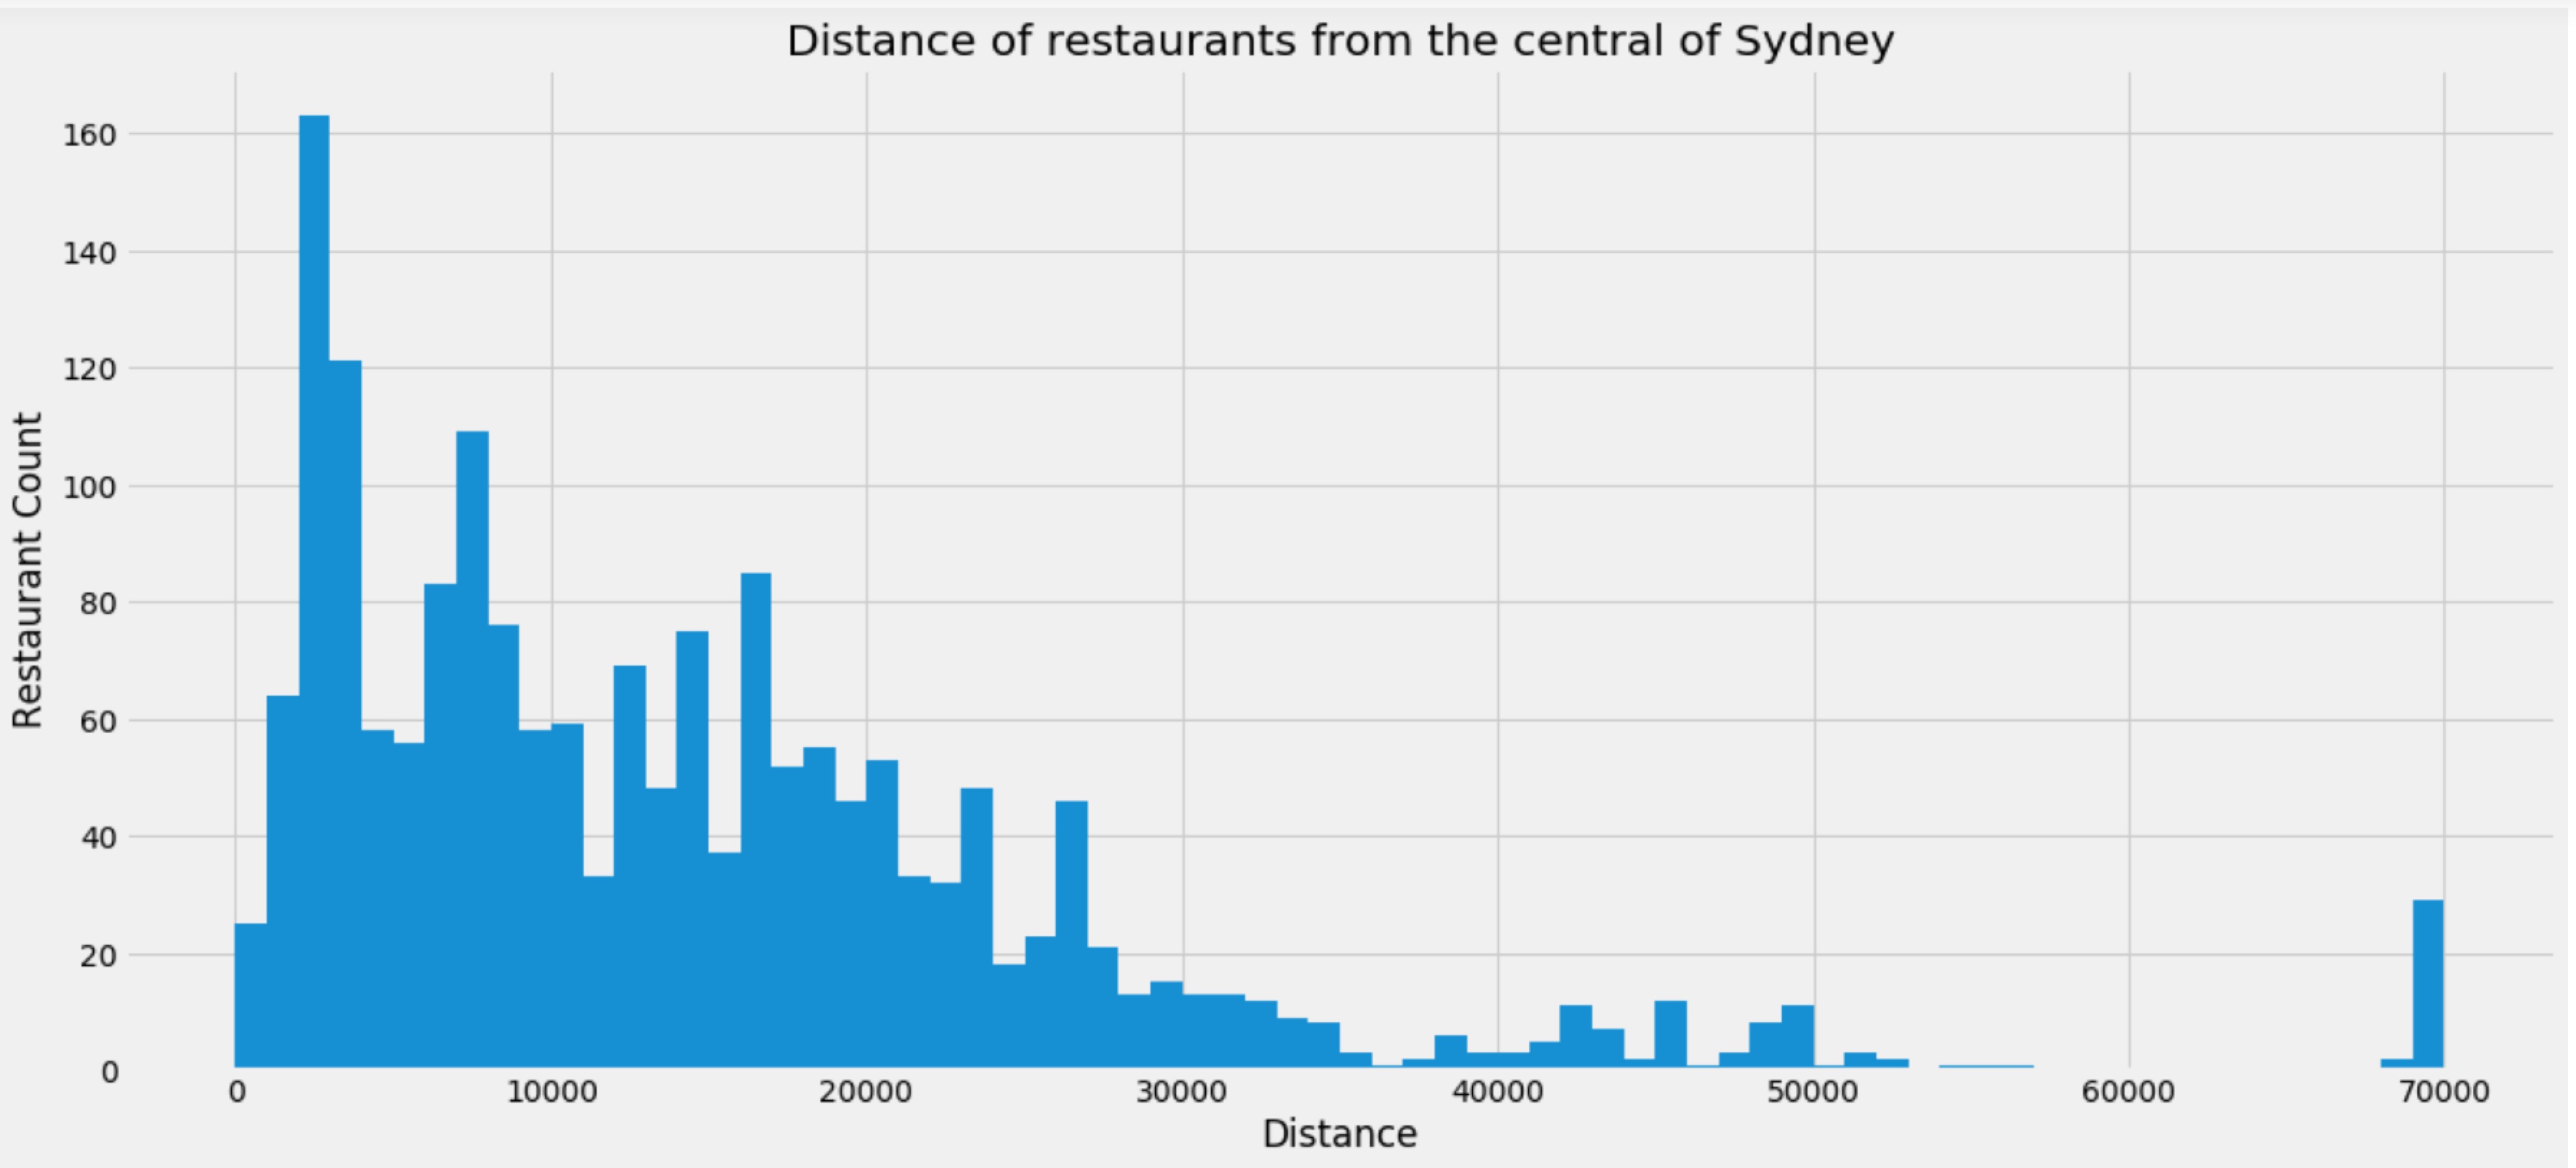 Distance of restaurants from the central of Sydney
160
140
120
100
80
60
40
20
0
Restaurant Count
0 10000 20000 30000 40000 50000 60000 70000
Distance